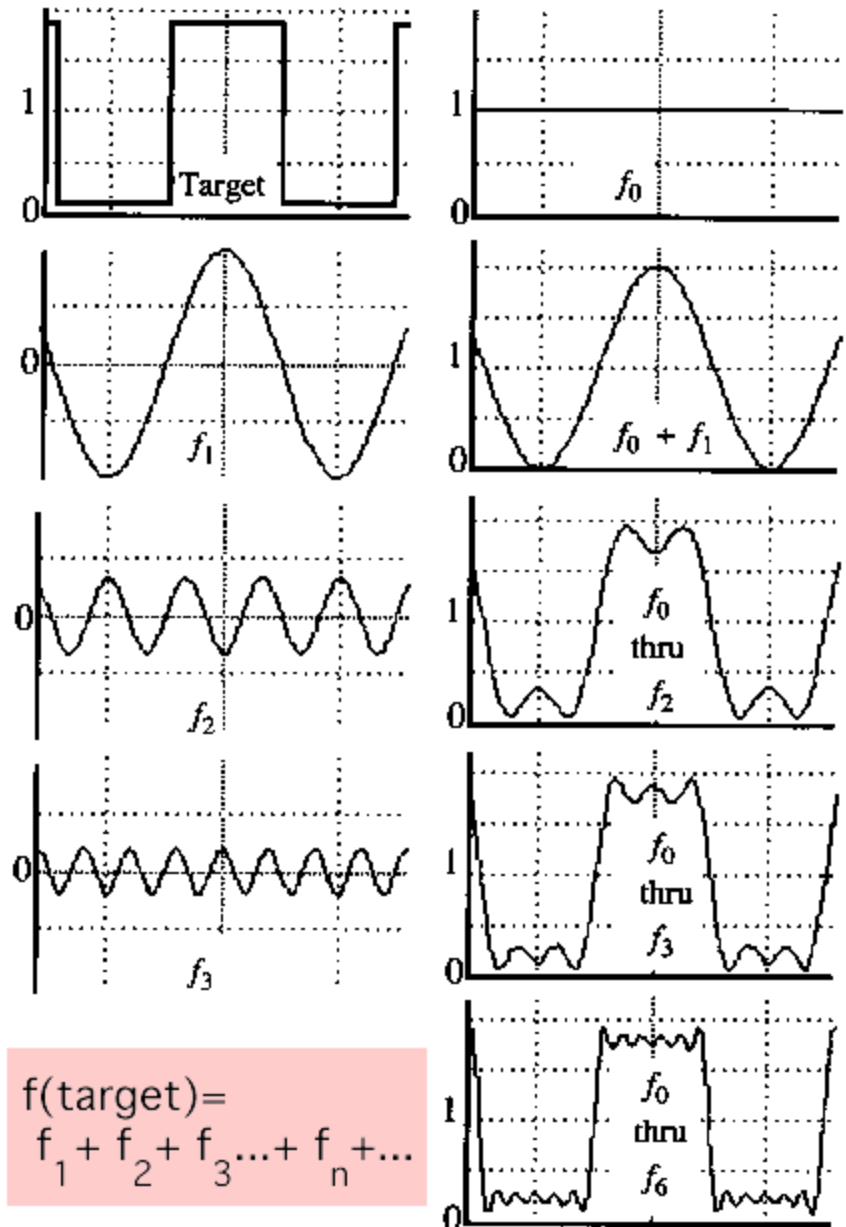 1
0
Target
1
0
f₀
0
f₁
1
0
f₀ + f₁
0
f₂
1
0
f₀
thru
f₂
0
f₃
1
0
f₀
thru
f₃
1
0
f₀
thru
f₆
f(target)=
f₁+ f₂+ f₃...+ fₙ+...